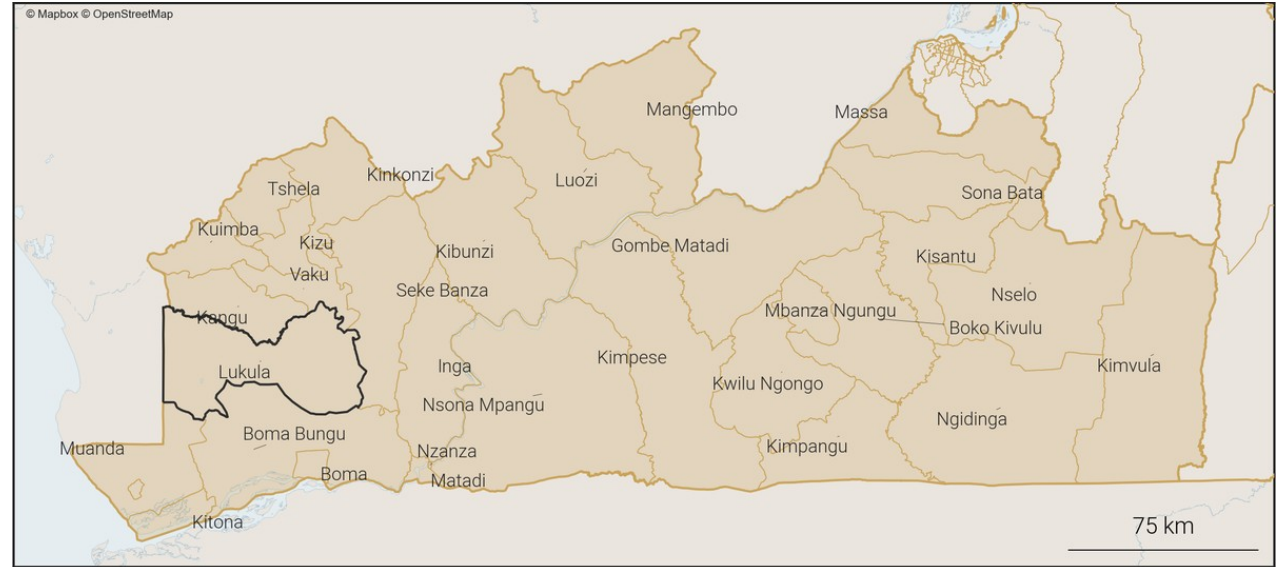 © Mapbox © OpenStreetMap
Mangembo
Massa
Kinkonzi
Luozi
Tshela
Sona Bata
Kuimba
Kizu
Gombe Matadi
Kibunzi
Kisantu
Vaku
Seke Banza
Nselo
Mbanza Ngungu
Kangu
Boko Kivulu
Kimpese
Inga
Kimvula
Lukula
Kwilu Ngongo
Nsona Mpangu
Ngidinga
Boma Bungu
Muanda
Kimpangu
Nzanza
Boma
Matadi
Kitona
75 km